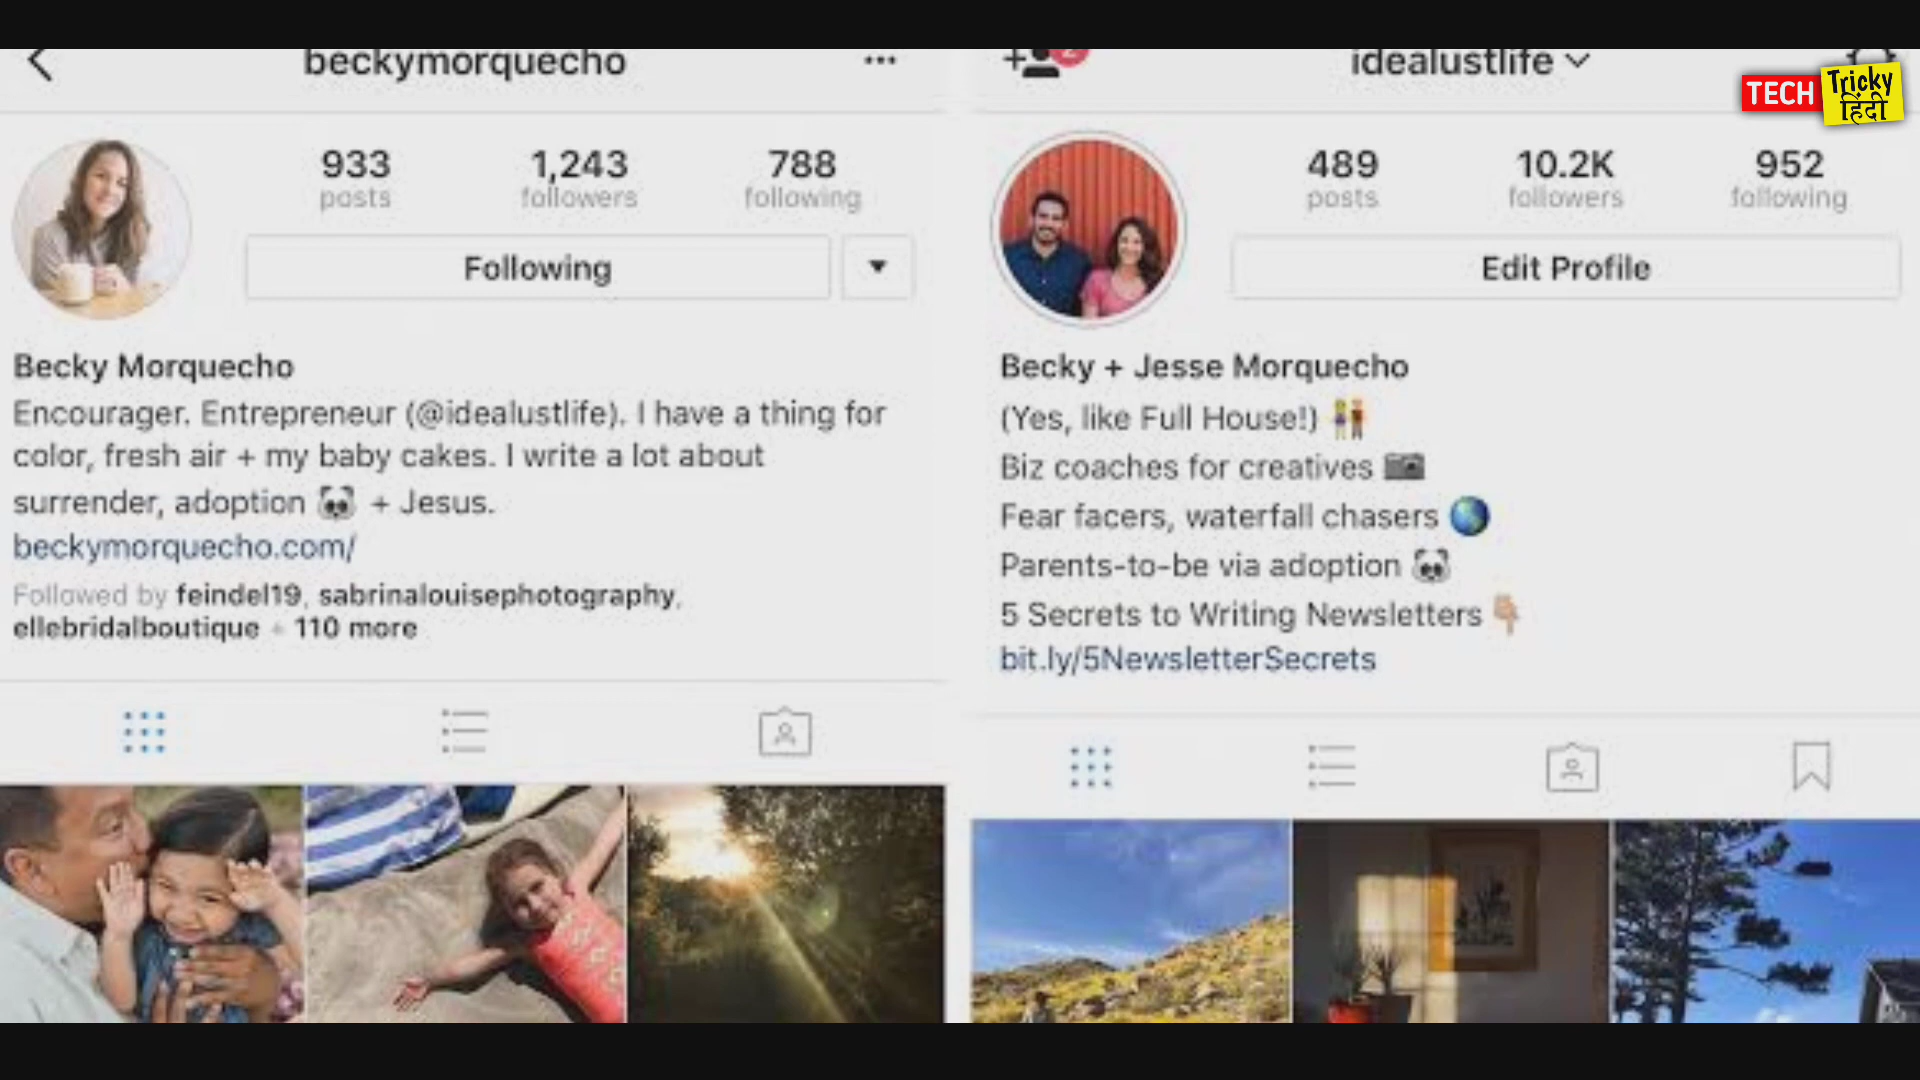 beckymorquecho
933 1,243 788
posts followers following
Following
Becky Morquecho
Encourager. Entrepreneur (@idealustlife). I have a thing for
color, fresh air + my baby cakes. I write a lot about
surrender, adoption 🐼 + Jesus.
beckymorquecho.com/
Followed by feindel19, sabrinalouisephotography,
ellebridalboutique + 110 more
idealustlife
TECH Tricky
हिंदी
489 10.2K 952
posts followers following
Edit Profile
Becky + Jesse Morquecho
(Yes, like Full House!) 👫
Biz coaches for creatives 📷
Fear facers, waterfall chasers 🌎
Parents-to-be via adoption 🐼
5 Secrets to Writing Newsletters 👇🏼
bit.ly/5NewsletterSecrets